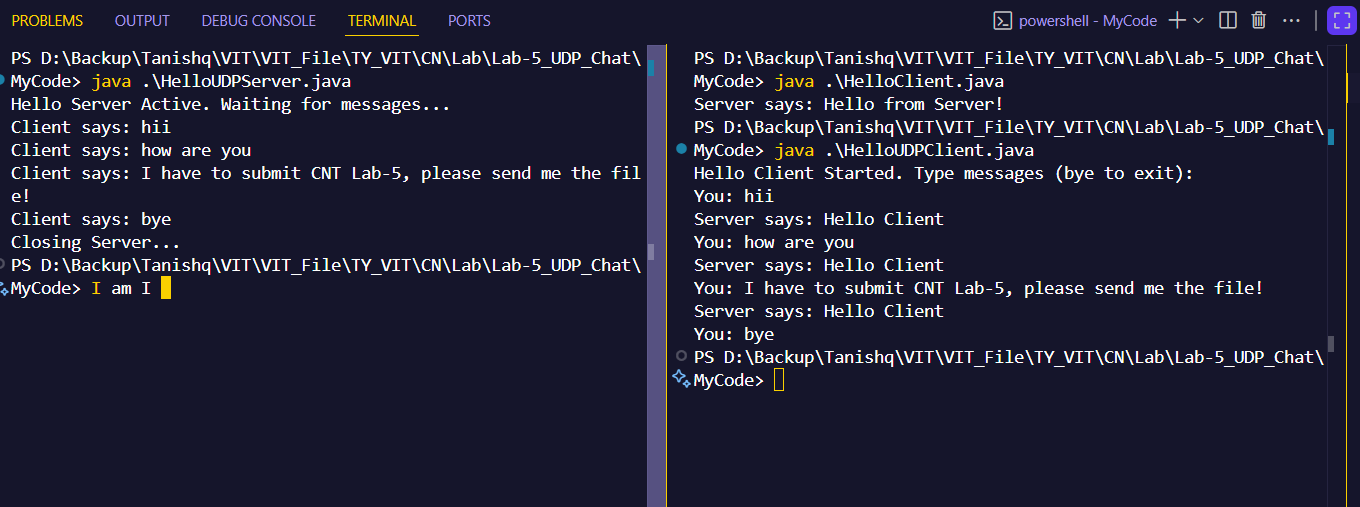 PROBLEMS OUTPUT DEBUG CONSOLE TERMINAL PORTS powershell - MyCode
PS D:\Backup\Tanishq\VIT\VIT_File\TY_VIT\CN\Lab\Lab-5_UDP_Chat\
MyCode> java .\HelloUDPServer.java
Hello Server Active. Waiting for messages...
Client says: hii
Client says: how are you
Client says: I have to submit CNT Lab-5, please send me the fil
e!
Client says: bye
Closing Server...
PS D:\Backup\Tanishq\VIT\VIT_File\TY_VIT\CN\Lab\Lab-5_UDP_Chat\
MyCode> I am I
PS D:\Backup\Tanishq\VIT\VIT_File\TY_VIT\CN\Lab\Lab-5_UDP_Chat\
MyCode> java .\HelloClient.java
Server says: Hello from Server!
PS D:\Backup\Tanishq\VIT\VIT_File\TY_VIT\CN\Lab\Lab-5_UDP_Chat\
MyCode> java .\HelloUDPClient.java
Hello Client Started. Type messages (bye to exit):
You: hii
Server says: Hello Client
You: how are you
Server says: Hello Client
You: I have to submit CNT Lab-5, please send me the file!
Server says: Hello Client
You: bye
PS D:\Backup\Tanishq\VIT\VIT_File\TY_VIT\CN\Lab\Lab-5_UDP_Chat\
MyCode>